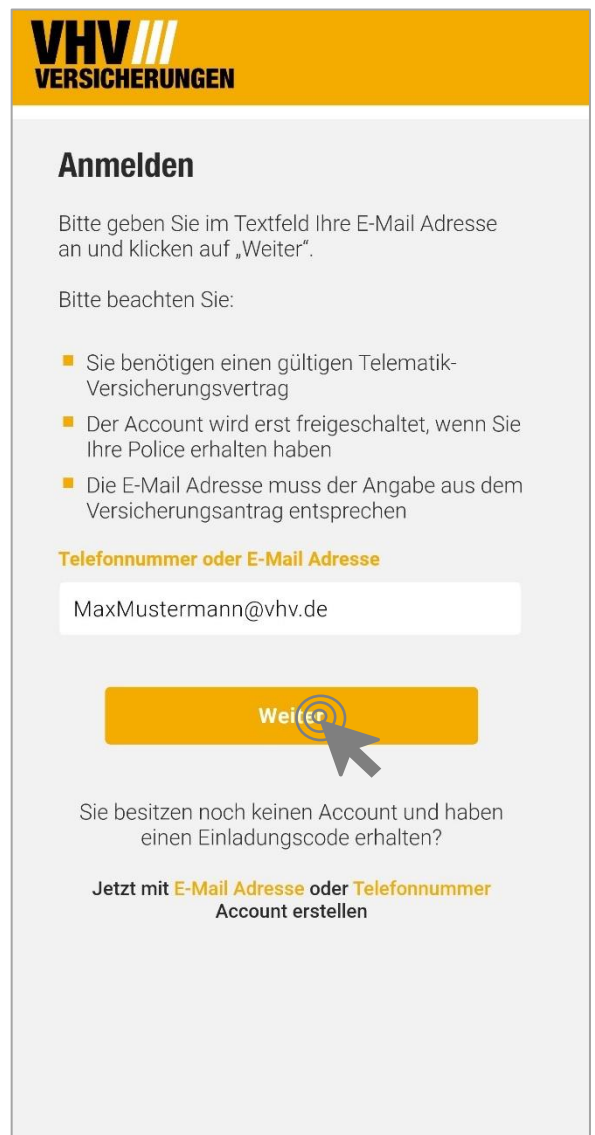 VHV
VERSICHERUNGEN
Anmelden
Bitte geben Sie im Textfeld Ihre E-Mail Adresse
an und klicken auf „Weiter“.
Bitte beachten Sie:
Sie benötigen einen gültigen Telematik-
Versicherungsvertrag
Der Account wird erst freigeschaltet, wenn Sie
Ihre Police erhalten haben
Die E-Mail Adresse muss der Angabe aus dem
Versicherungsantrag entsprechen
Telefonnummer oder E-Mail Adresse
MaxMustermann@vhv.de
Weiter
Sie besitzen noch keinen Account und haben
einen Einladungscode erhalten?
Jetzt mit E-Mail Adresse oder Telefonnummer
Account erstellen